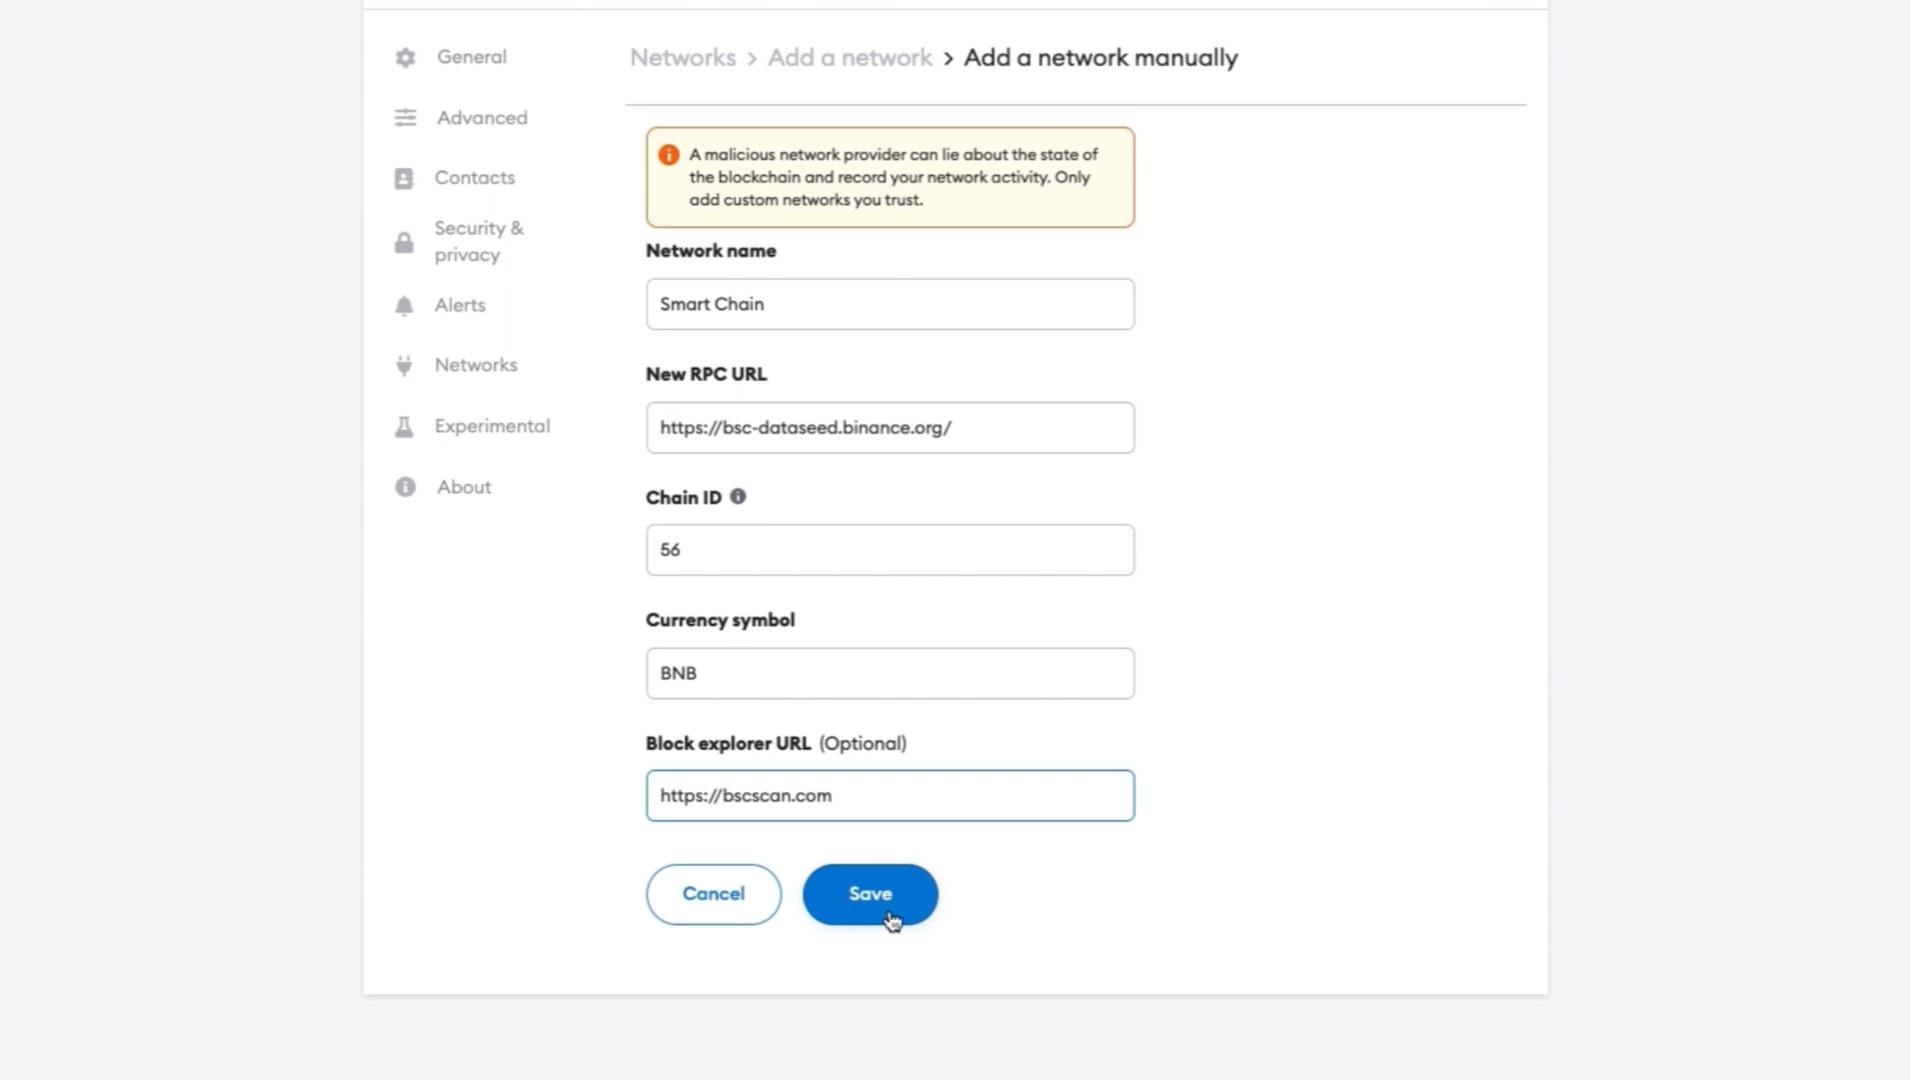 General
Advanced
Contacts
Security &
privacy
Alerts
Networks
Experimental
About
Networks > Add a network > Add a network manually
A malicious network provider can lie about the state of
the blockchain and record your network activity. Only
add custom networks you trust.
Network name
Smart Chain
New RPC URL
https://bsc-dataseed.binance.org/
Chain ID
56
Currency symbol
BNB
Block explorer URL (Optional)
https://bscscan.com
Cancel
Save